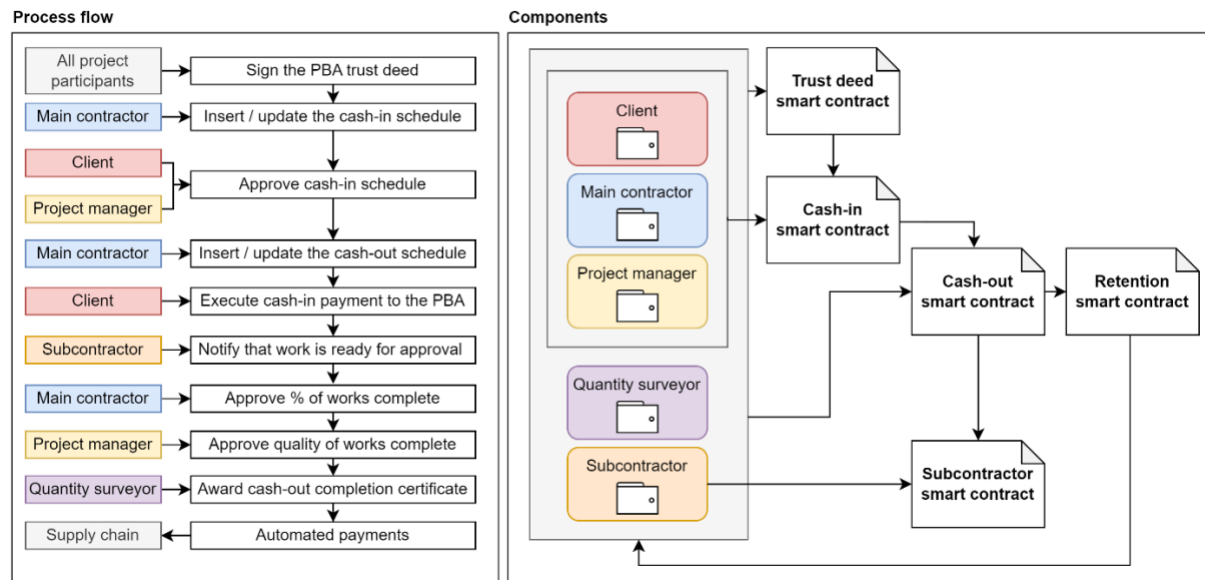 Process flow
All project
participants
Sign the PBA trust deed
Main contractor
Insert / update the cash-in schedule
Client
Project manager
Approve cash-in schedule
Main contractor
Insert / update the cash-out schedule
Client
Execute cash-in payment to the PBA
Subcontractor
Notify that work is ready for approval
Main contractor
Approve % of works complete
Project manager
Approve quality of works complete
Quantity surveyor
Award cash-out completion certificate
Supply chain
Automated payments
Components
Client
Main contractor
Project manager
Quantity surveyor
Subcontractor
Trust deed
smart contract
Cash-in
smart contract
Cash-out
smart contract
Retention
smart contract
Subcontractor
smart contract